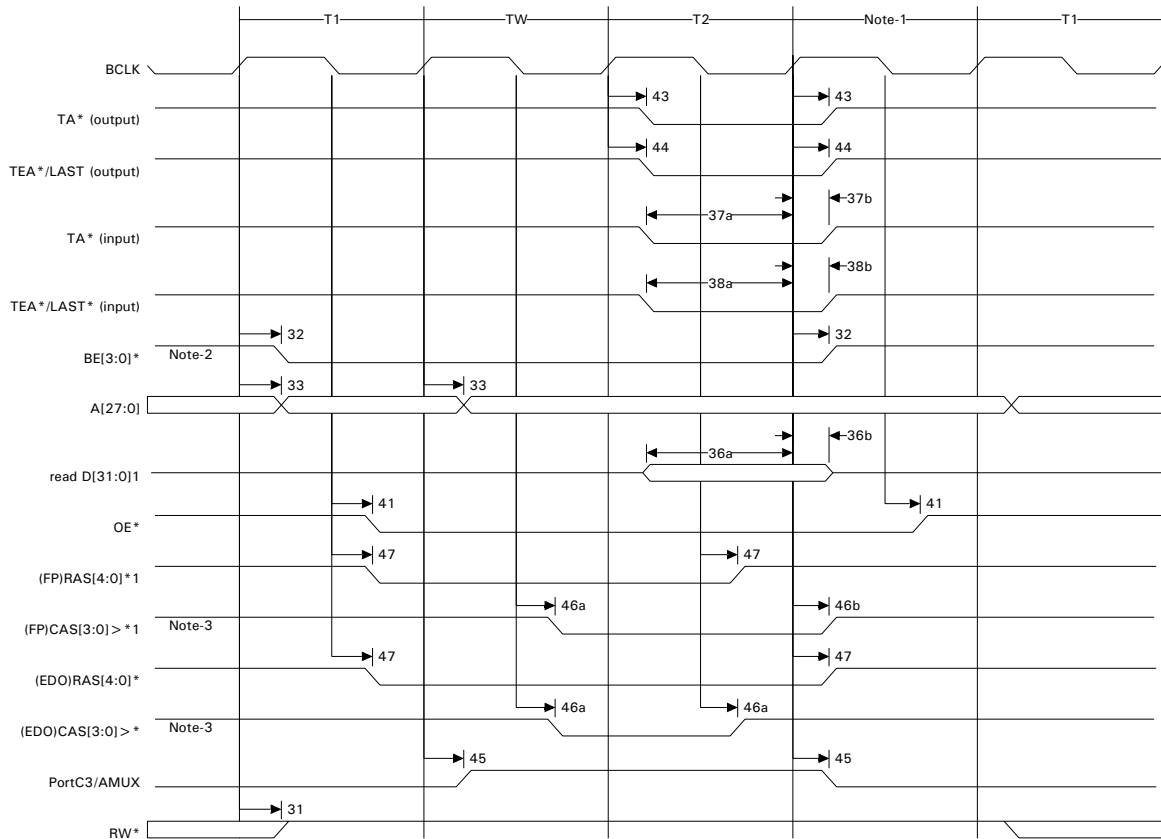 T1 TW T2 Note-1 T1
BCLK
43 43
TA* (output)
44 44
TEA*/LAST (output)
37b
37a
TA* (input)
38b
38a
TEA*/LAST* (input)
32 32
BE[3:0]* Note-2
33 33
A[27:0]
36b
36a
read D[31:0]1
41 41
OE*
47 47
(FP)RAS[4:0]*1
46a 46b
(FP)CAS[3:0]>*1 Note-3
47 47
(EDO)RAS[4:0]*
46a 46a
(EDO)CAS[3:0]>* Note-3
45 45
PortC3/AMUX
31
RW*